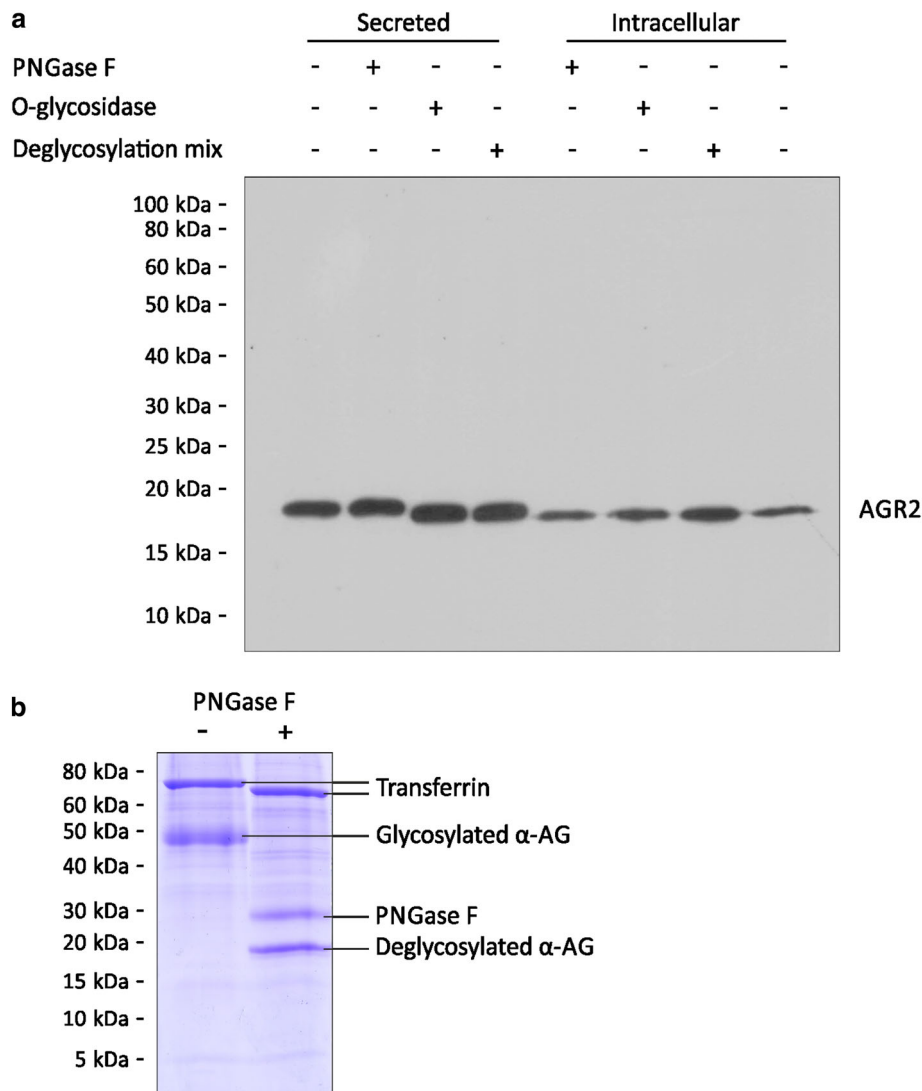 a
Secreted Intracellular
PNGase F - + - - + - - -
O-glycosidase - - + - - + - -
Deglycosylation mix - - - + - - + -
100 kDa -
80 kDa -
60 kDa -
50 kDa -
40 kDa -
30 kDa -
25 kDa -
20 kDa -
AGR2
15 kDa -
10 kDa -
b
PNGase F
- +
80 kDa -
Transferrin
60 kDa -
50 kDa -
Glycosylated α-AG
40 kDa -
30 kDa -
PNGase F
20 kDa -
Deglycosylated α-AG
15 kDa -
10 kDa -
5 kDa -